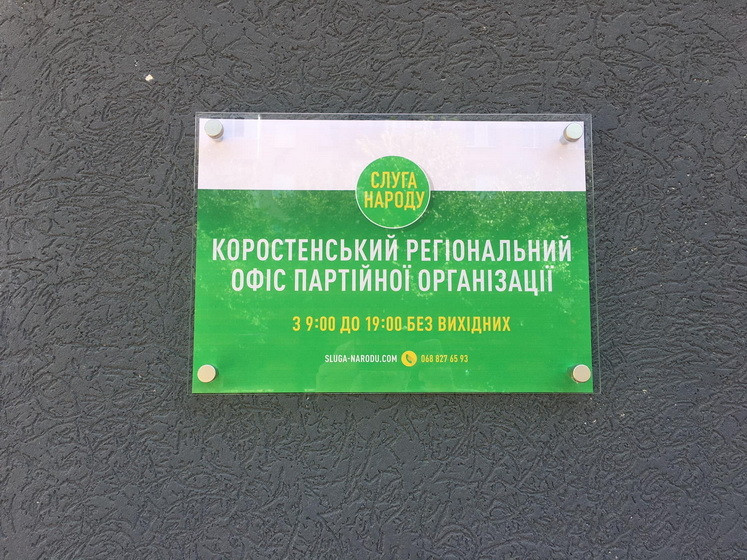 СЛУГА
НАРОДУ
КОРОСТЕНСЬКИЙ РЕГІОНАЛЬНИЙ
ОФІС ПАРТІЙНОЇ ОРГАНІЗАЦІЇ
З 9:00 ДО 19:00 БЕЗ ВИХІДНИХ
SLUGA-NARODU.COM 068 827 65 93